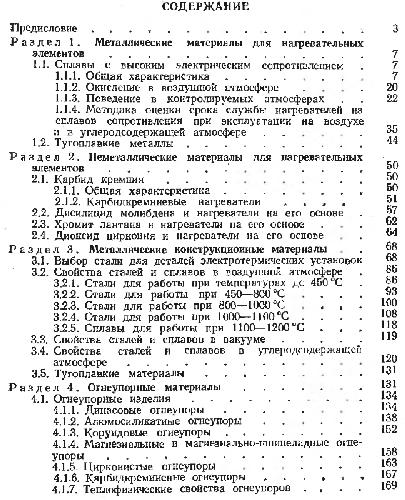 СОДЕРЖАНИЕ
Предисловие . . . . . . . . . . . 3
Раздел 1. Металлические материалы для нагревательных
элементов . . . . . . . . . . . 7
1.1. Сплавы с высоким электрическим сопротивлением . 7
1.1.1. Общая характеристика . . . . . . . 7
1.1.2. Окисление в воздушной атмосфере . . . . 20
1.1.3. Поведение в контролируемых атмосферах . . 22
1.1.4. Методика оценки срока службы нагревателей из
сплавов сопротивления при эксплуатации на воздухе
и в углеродсодержащей атмосфере . . . . . 35
1.2. Тугоплавкие металлы . . . . . . . . 44
Раздел 2. Неметаллические материалы для нагревательных
элементов . . . . . . . . . . . 50
2.1. Карбид кремния . . . . . . . . . 50
2.1.1. Общая характеристика . . . . . . . 50
2.1.2. Карбидкремниевые нагреватели . . . . . 51
2.2. Дисилицид молибдена и нагреватели на его основе . 57
2.3. Хромит лантана и нагреватели на его основе . . 62
2.4. Диоксид циркония и нагреватели на его основе . . 64
Раздел 3. Металлические конструкционные материалы . . 68
3.1. Выбор стали для деталей электротермических установок 68
3.2. Свойства сталей и сплавов в воздушной атмосфере . 86
3.2.1. Стали для работы при температурах до 450 °С 86
3.2.2. Стали для работы при 450—800 °С . . . . 93
3.2.3. Стали для работы при 800—1000 °С . . . . 100
3.2.4. Стали для работы при 1000—1100 °С . . . . 108
3.2.5. Сплавы для работы при 1100—1200 °С . . . 118
3.3. Свойства сталей и сплавов в вакууме . . . . 119
3.4. Свойства сталей и сплавов в углеродсодержащей
атмосфере . . . . . . . . . . . 120
3.5. Тугоплавкие материалы . . . . . . . . 131
Раздел 4. Огнеупорные материалы . . . . . . 131
4.1. Огнеупорные изделия . . . . . . . . 134
4.1.1. Динасовые огнеупоры . . . . . . . 134
4.1.2. Алюмосиликатные огнеупоры . . . . . 138
4.1.3. Корундовые огнеупоры . . . . . . . 152
4.1.4. Магнезиальные и магнезиально-шпинелидные огне-
упоры . . . . . . . . . . . . 158
4.1.5. Цирконистые огнеупоры . . . . . . . 163
4.1.6. Карбидкремниевые огнеупоры . . . . . 167
4.1.7. Теплофизические свойства огнеупоров . . . 169